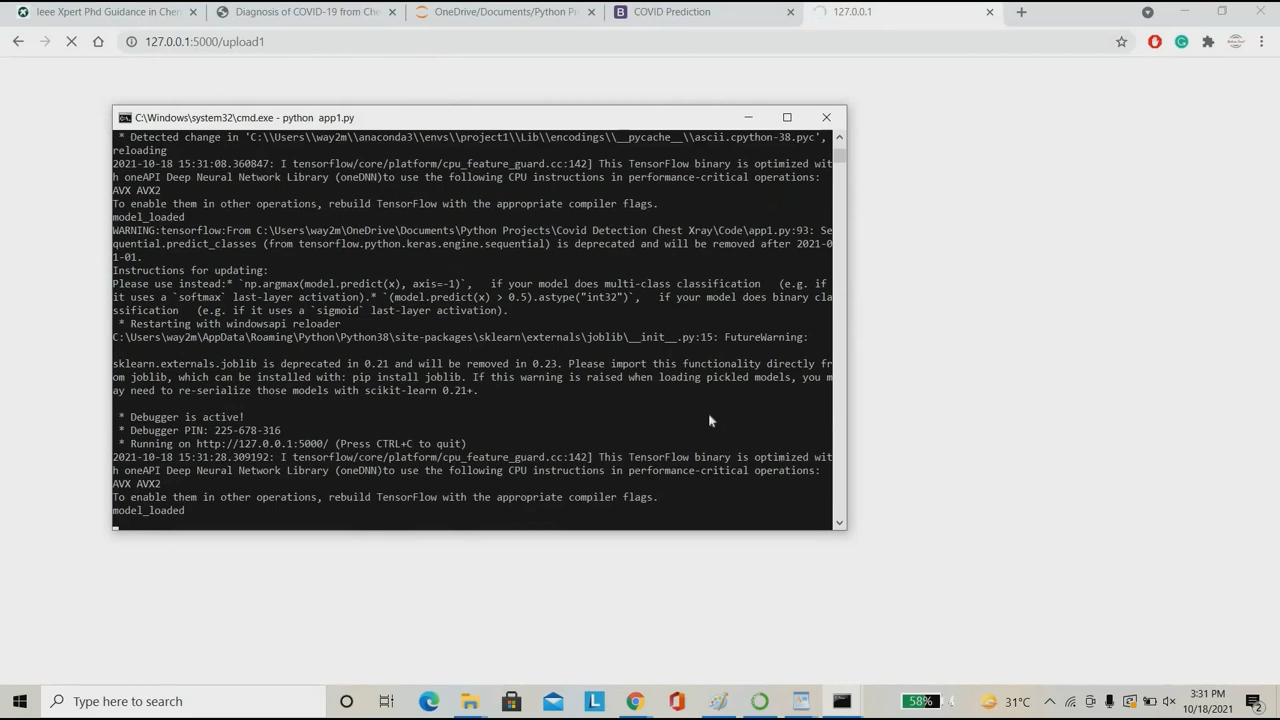 Ieee Xpert Phd Guidance in Chen
Diagnosis of COVID-19 from Che
OneDrive/Documents/Python Pr
COVID Prediction
127.0.0.1
127.0.0.1:5000/upload1
C:\Windows\system32\cmd.exe - python  app1.py
 * Detected change in 'C:\\Users\\way2m\\anaconda3\\envs\\project1\\Lib\\encodings\\__pycache__\\ascii.cpython-38.pyc',
reloading
2021-10-18 15:31:08.360847: I tensorflow/core/platform/cpu_feature_guard.cc:142] This TensorFlow binary is optimized wit
h oneAPI Deep Neural Network Library (oneDNN)to use the following CPU instructions in performance-critical operations:
AVX AVX2
To enable them in other operations, rebuild TensorFlow with the appropriate compiler flags.
model_loaded
WARNING:tensorflow:From C:\Users\way2m\OneDrive\Documents\Python Projects\Covid Detection Chest Xray\Code\app1.py:93: Se
quential.predict_classes (from tensorflow.python.keras.engine.sequential) is deprecated and will be removed after 2021-0
1-01.
Instructions for updating:
Please use instead:* `np.argmax(model.predict(x), axis=-1)`,   if your model does multi-class classification   (e.g. if
it uses a `softmax` last-layer activation).* `(model.predict(x) > 0.5).astype("int32")`,   if your model does binary cla
ssification   (e.g. if it uses a `sigmoid` last-layer activation).
 * Restarting with windowsapi reloader
C:\Users\way2m\AppData\Roaming\Python\Python38\site-packages\sklearn\externals\joblib\__init__.py:15: FutureWarning:
sklearn.externals.joblib is deprecated in 0.21 and will be removed in 0.23. Please import this functionality directly fr
om joblib, which can be installed with: pip install joblib. If this warning is raised when loading pickled models, you m
ay need to re-serialize those models with scikit-learn 0.21+.
 * Debugger is active!
 * Debugger PIN: 225-678-316
 * Running on http://127.0.0.1:5000/ (Press CTRL+C to quit)
2021-10-18 15:31:28.309192: I tensorflow/core/platform/cpu_feature_guard.cc:142] This TensorFlow binary is optimized wit
h oneAPI Deep Neural Network Library (oneDNN)to use the following CPU instructions in performance-critical operations:
AVX AVX2
To enable them in other operations, rebuild TensorFlow with the appropriate compiler flags.
model_loaded
Type here to search
58%
31°C
3:31 PM
10/18/2021
2